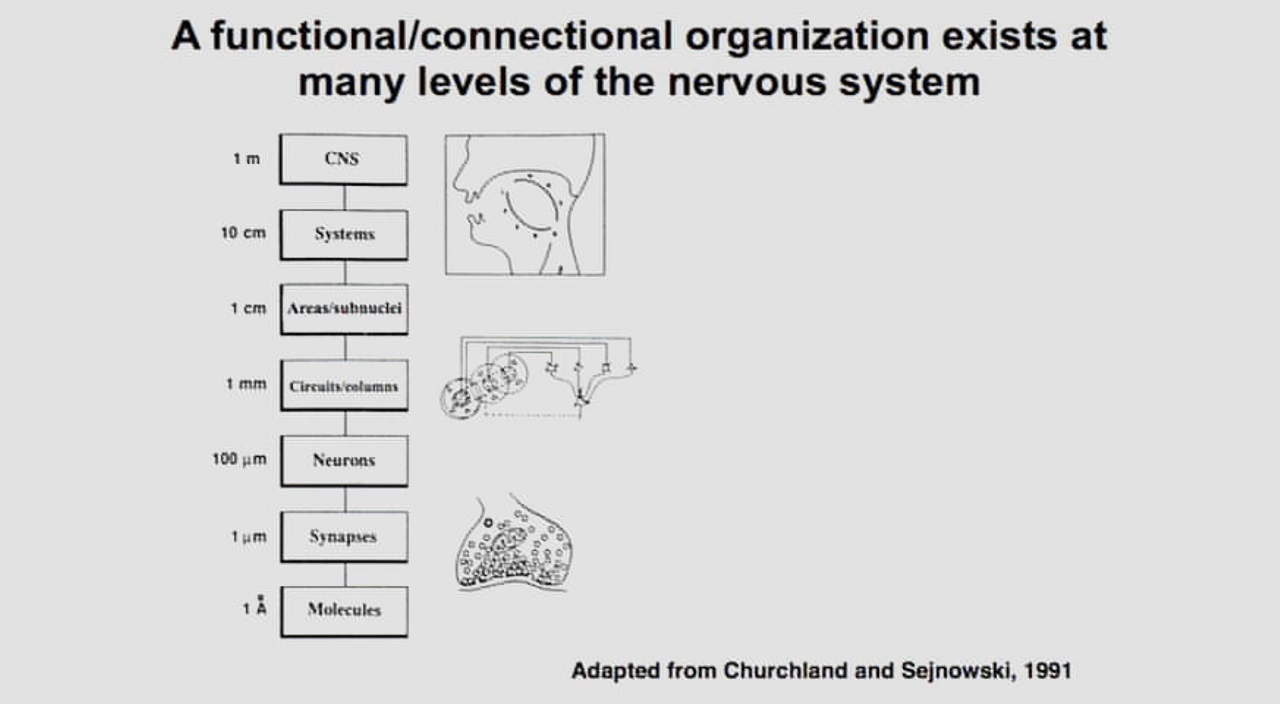 A functional/connectional organization exists at
many levels of the nervous system
1 m CNS
10 cm Systems
1 cm Areas/subnuclei
1 mm Circuits/columns
100 μm Neurons
1 μm Synapses
1 Å Molecules
Adapted from Churchland and Sejnowski, 1991